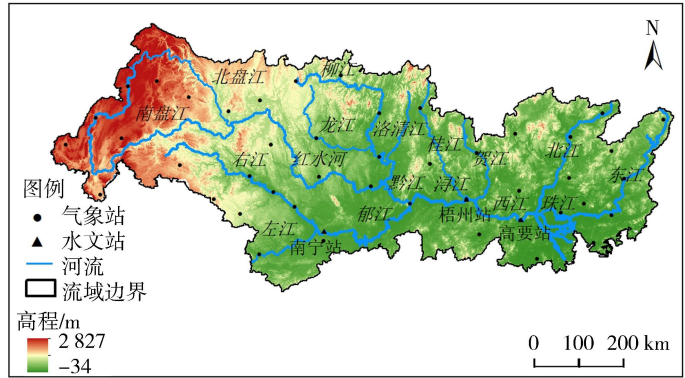 N
北盘江
柳江
南盘江
龙江
洛清江
桂江
贺江
北江
东江
右江
红水河
黔江
浔江
西江
珠江
郁江
梧州站
高要站
左江
南宁站
图例
气象站
水文站
河流
流域边界
高程/m
2 827
-34
0 100 200 km